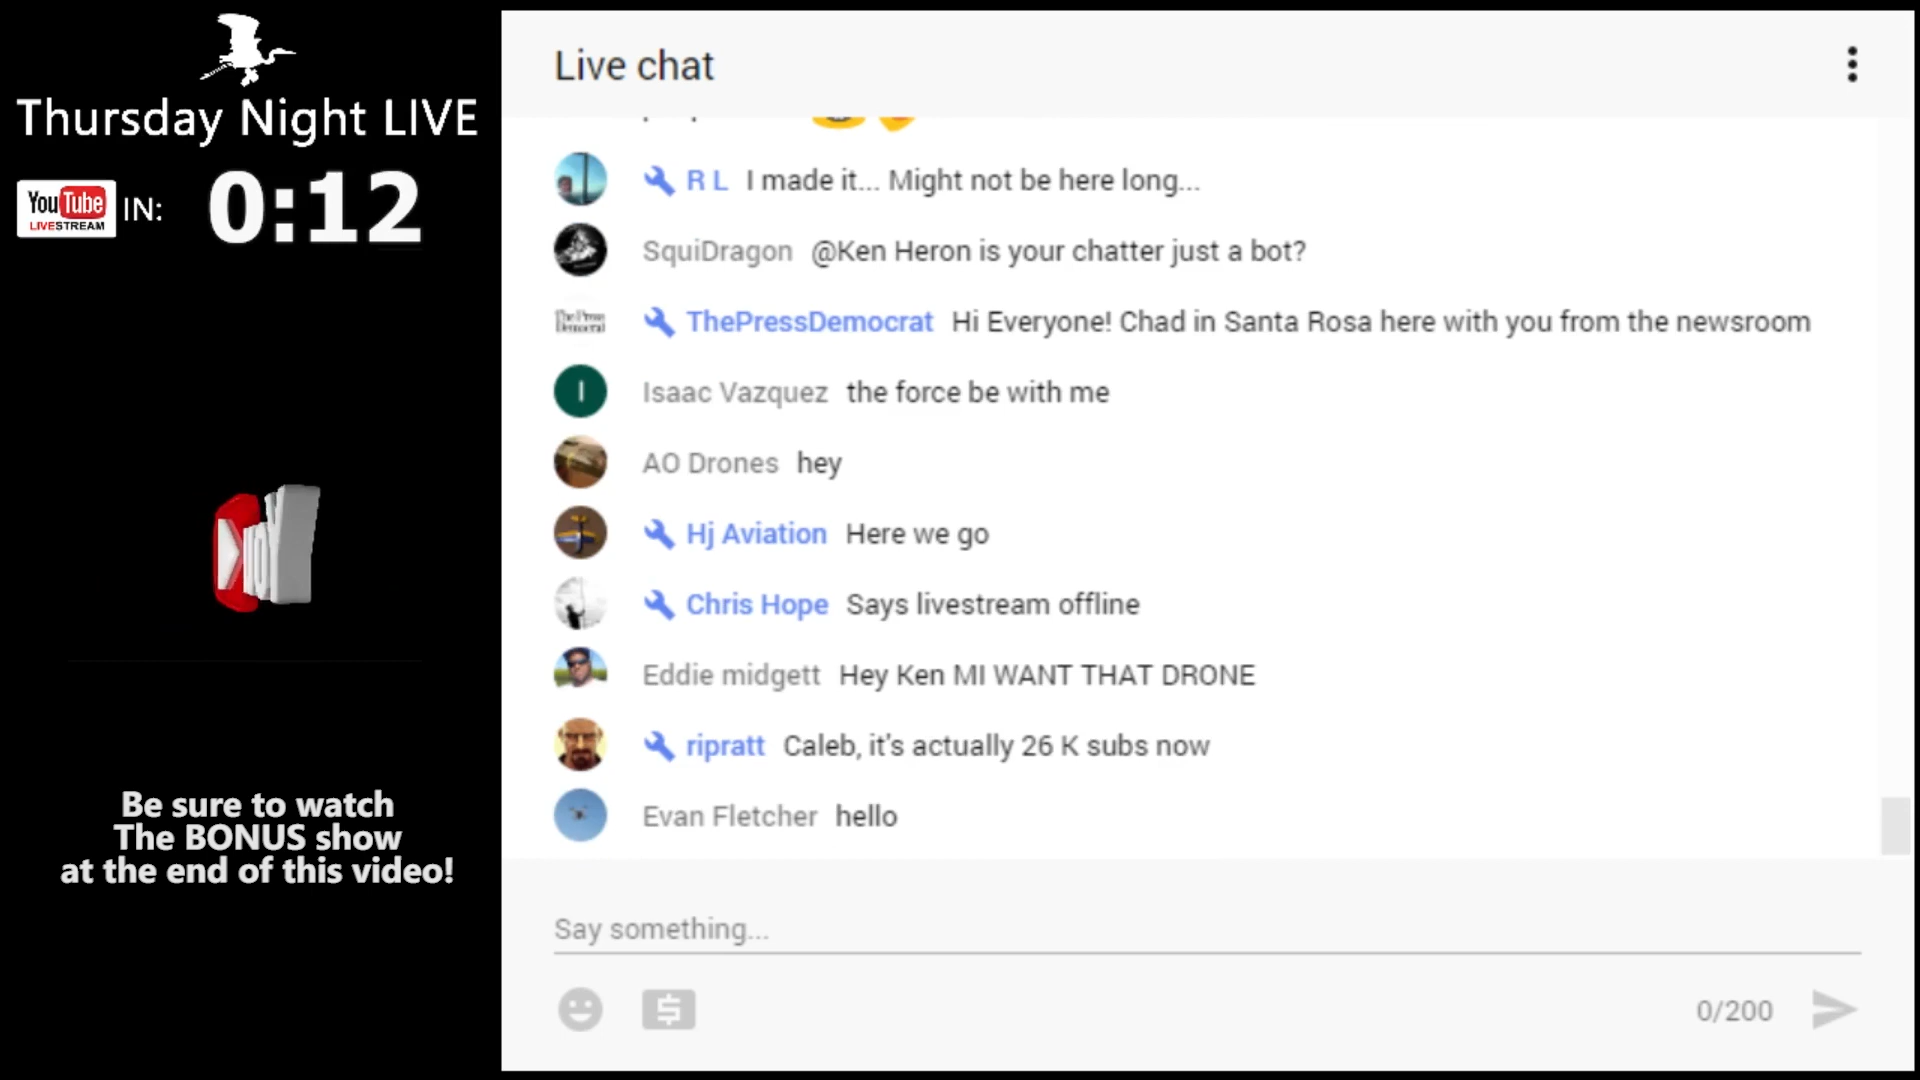 Thursday Night LIVE
YouTube
LIVESTREAM
IN:
0:12
Be sure to watch
The BONUS show
at the end of this video!
Live chat
R L I made it... Might not be here long...
SquiDragon @Ken Heron is your chatter just a bot?
The Press
Democrat
ThePressDemocrat Hi Everyone! Chad in Santa Rosa here with you from the newsroom
I
Isaac Vazquez the force be with me
AO Drones hey
Hj Aviation Here we go
Chris Hope Says livestream offline
Eddie midgett Hey Ken MI WANT THAT DRONE
ripratt Caleb, it's actually 26 K subs now
Evan Fletcher hello
Say something...
0/200